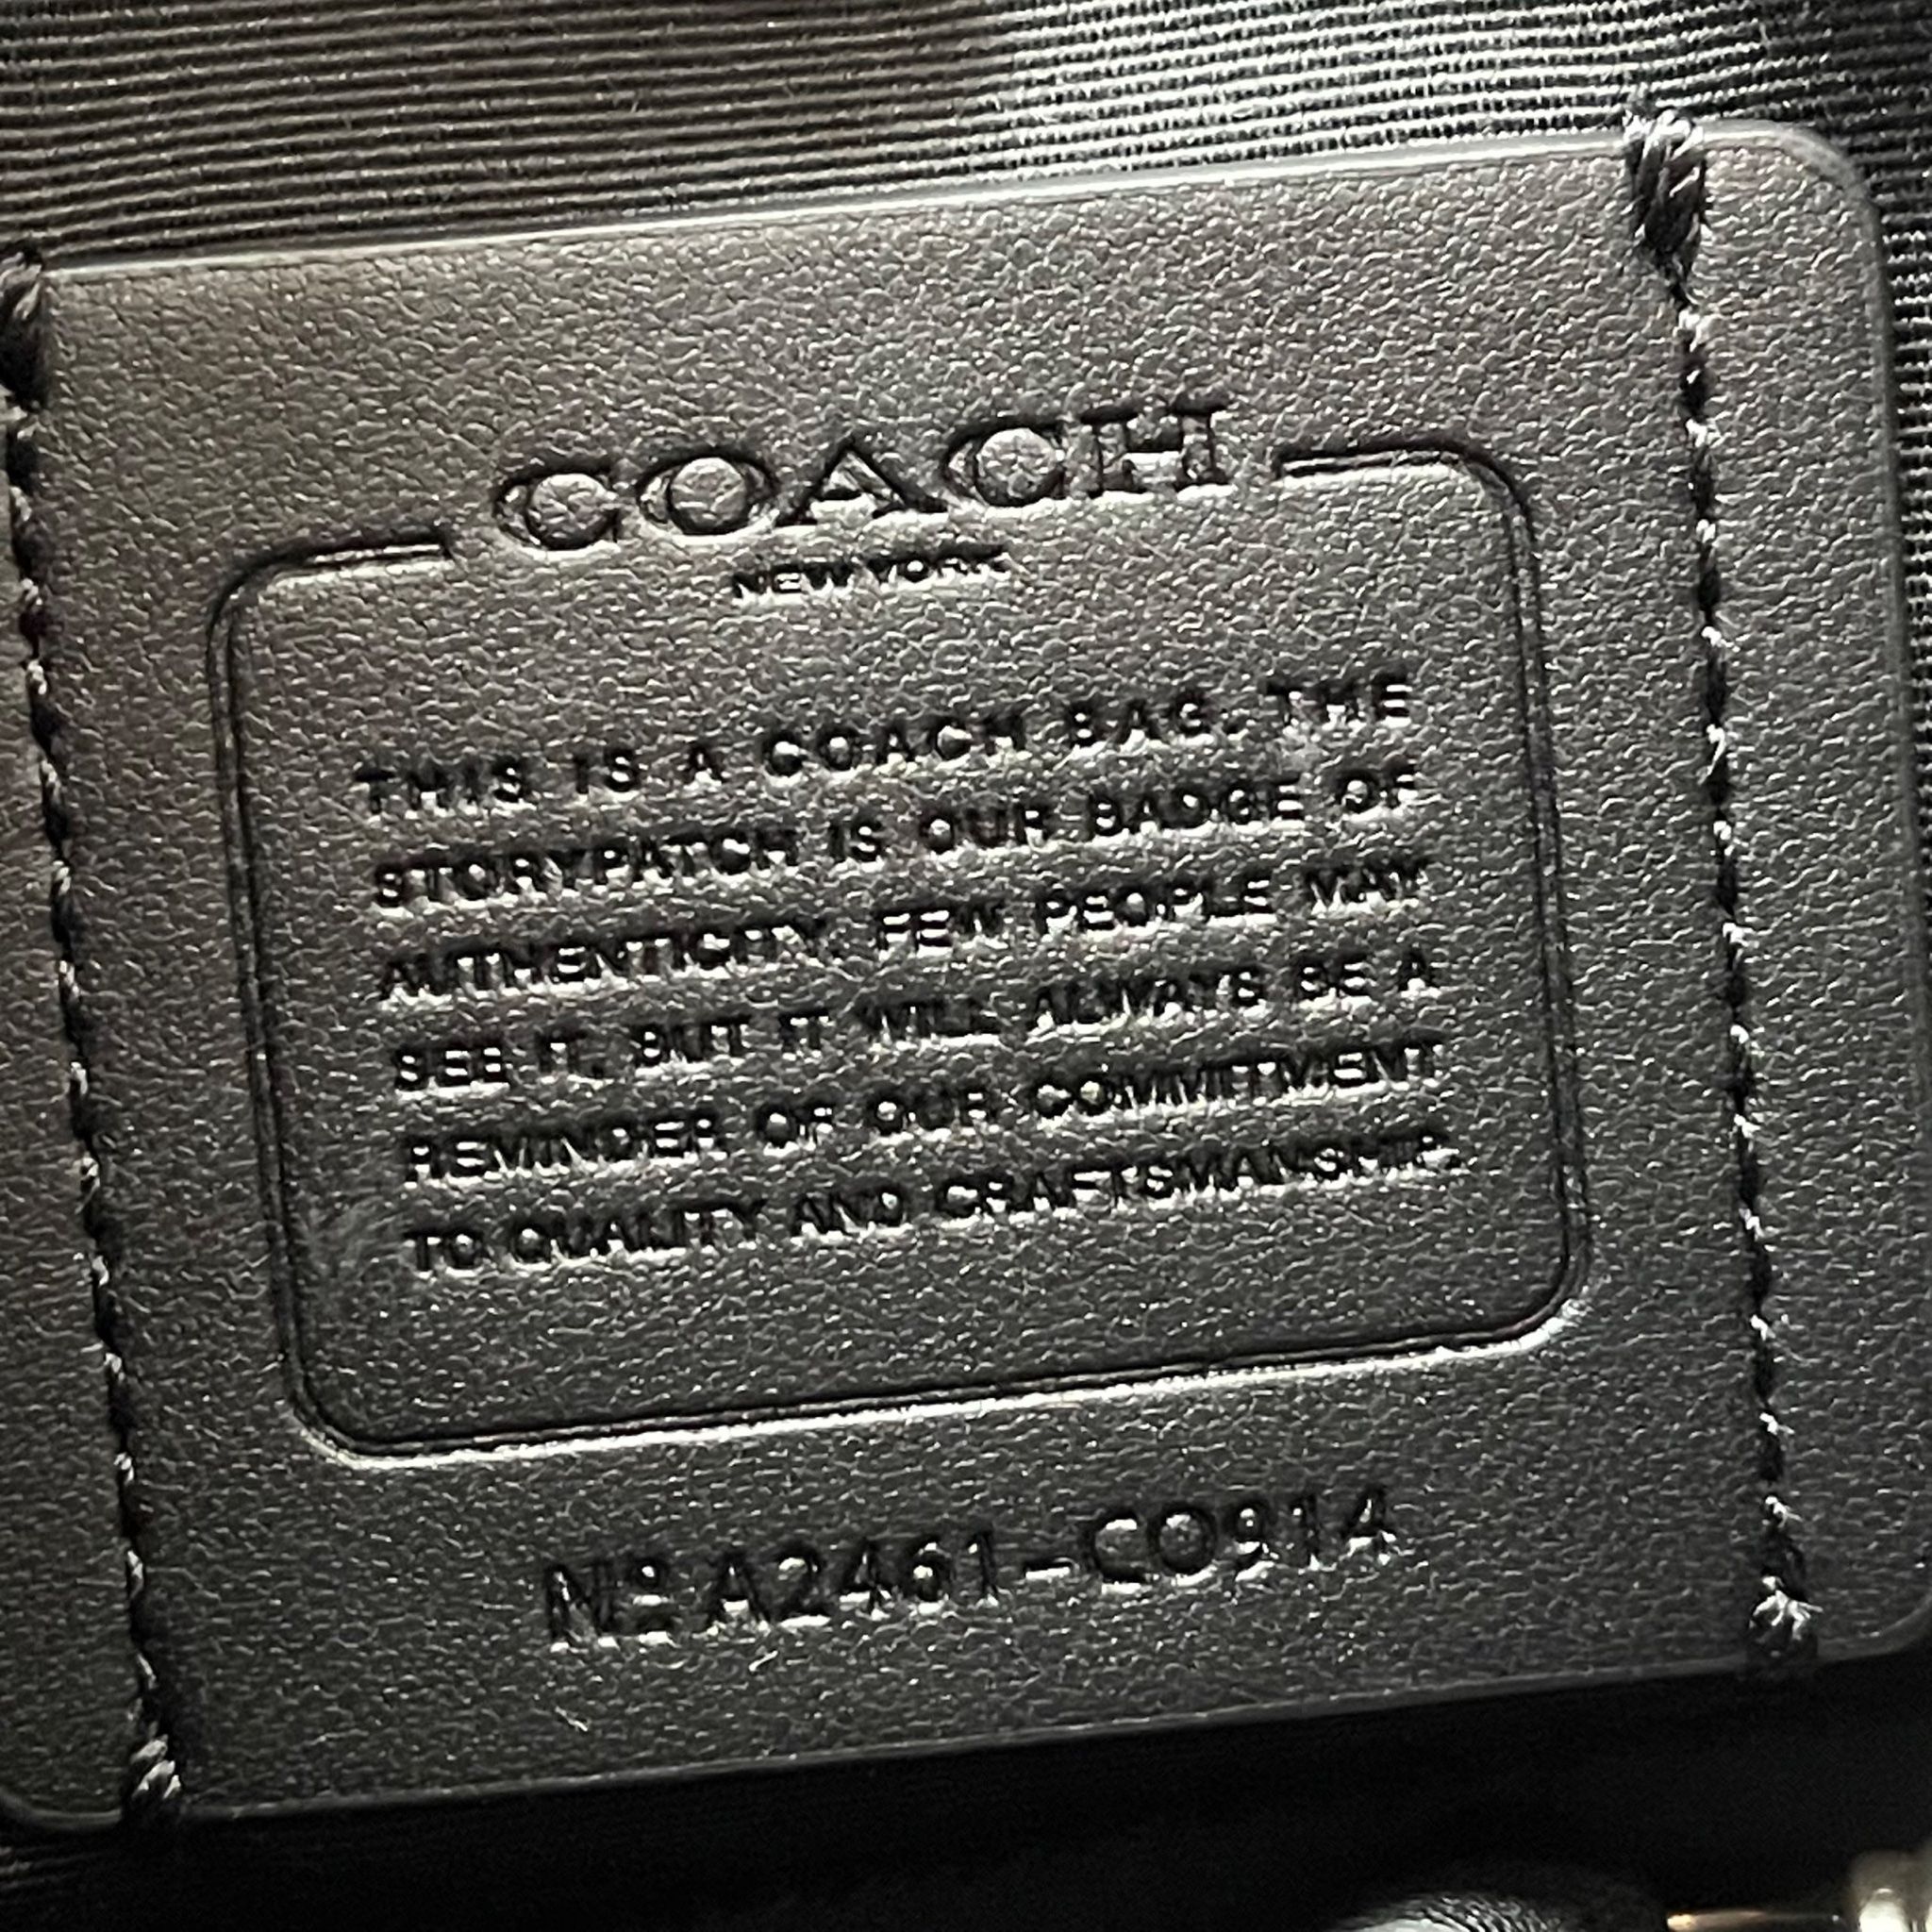 COACH
NEW YORK
THIS IS A COACH BAG. THE
STORYPATCH IS OUR BADGE OF
AUTHENTICITY. FEW PEOPLE MAY
SEE IT, BUT IT WILL ALWAYS BE A
REMINDER OF OUR COMMITMENT
TO QUALITY AND CRAFTSMANSHIP.
Nº A2461-CO914